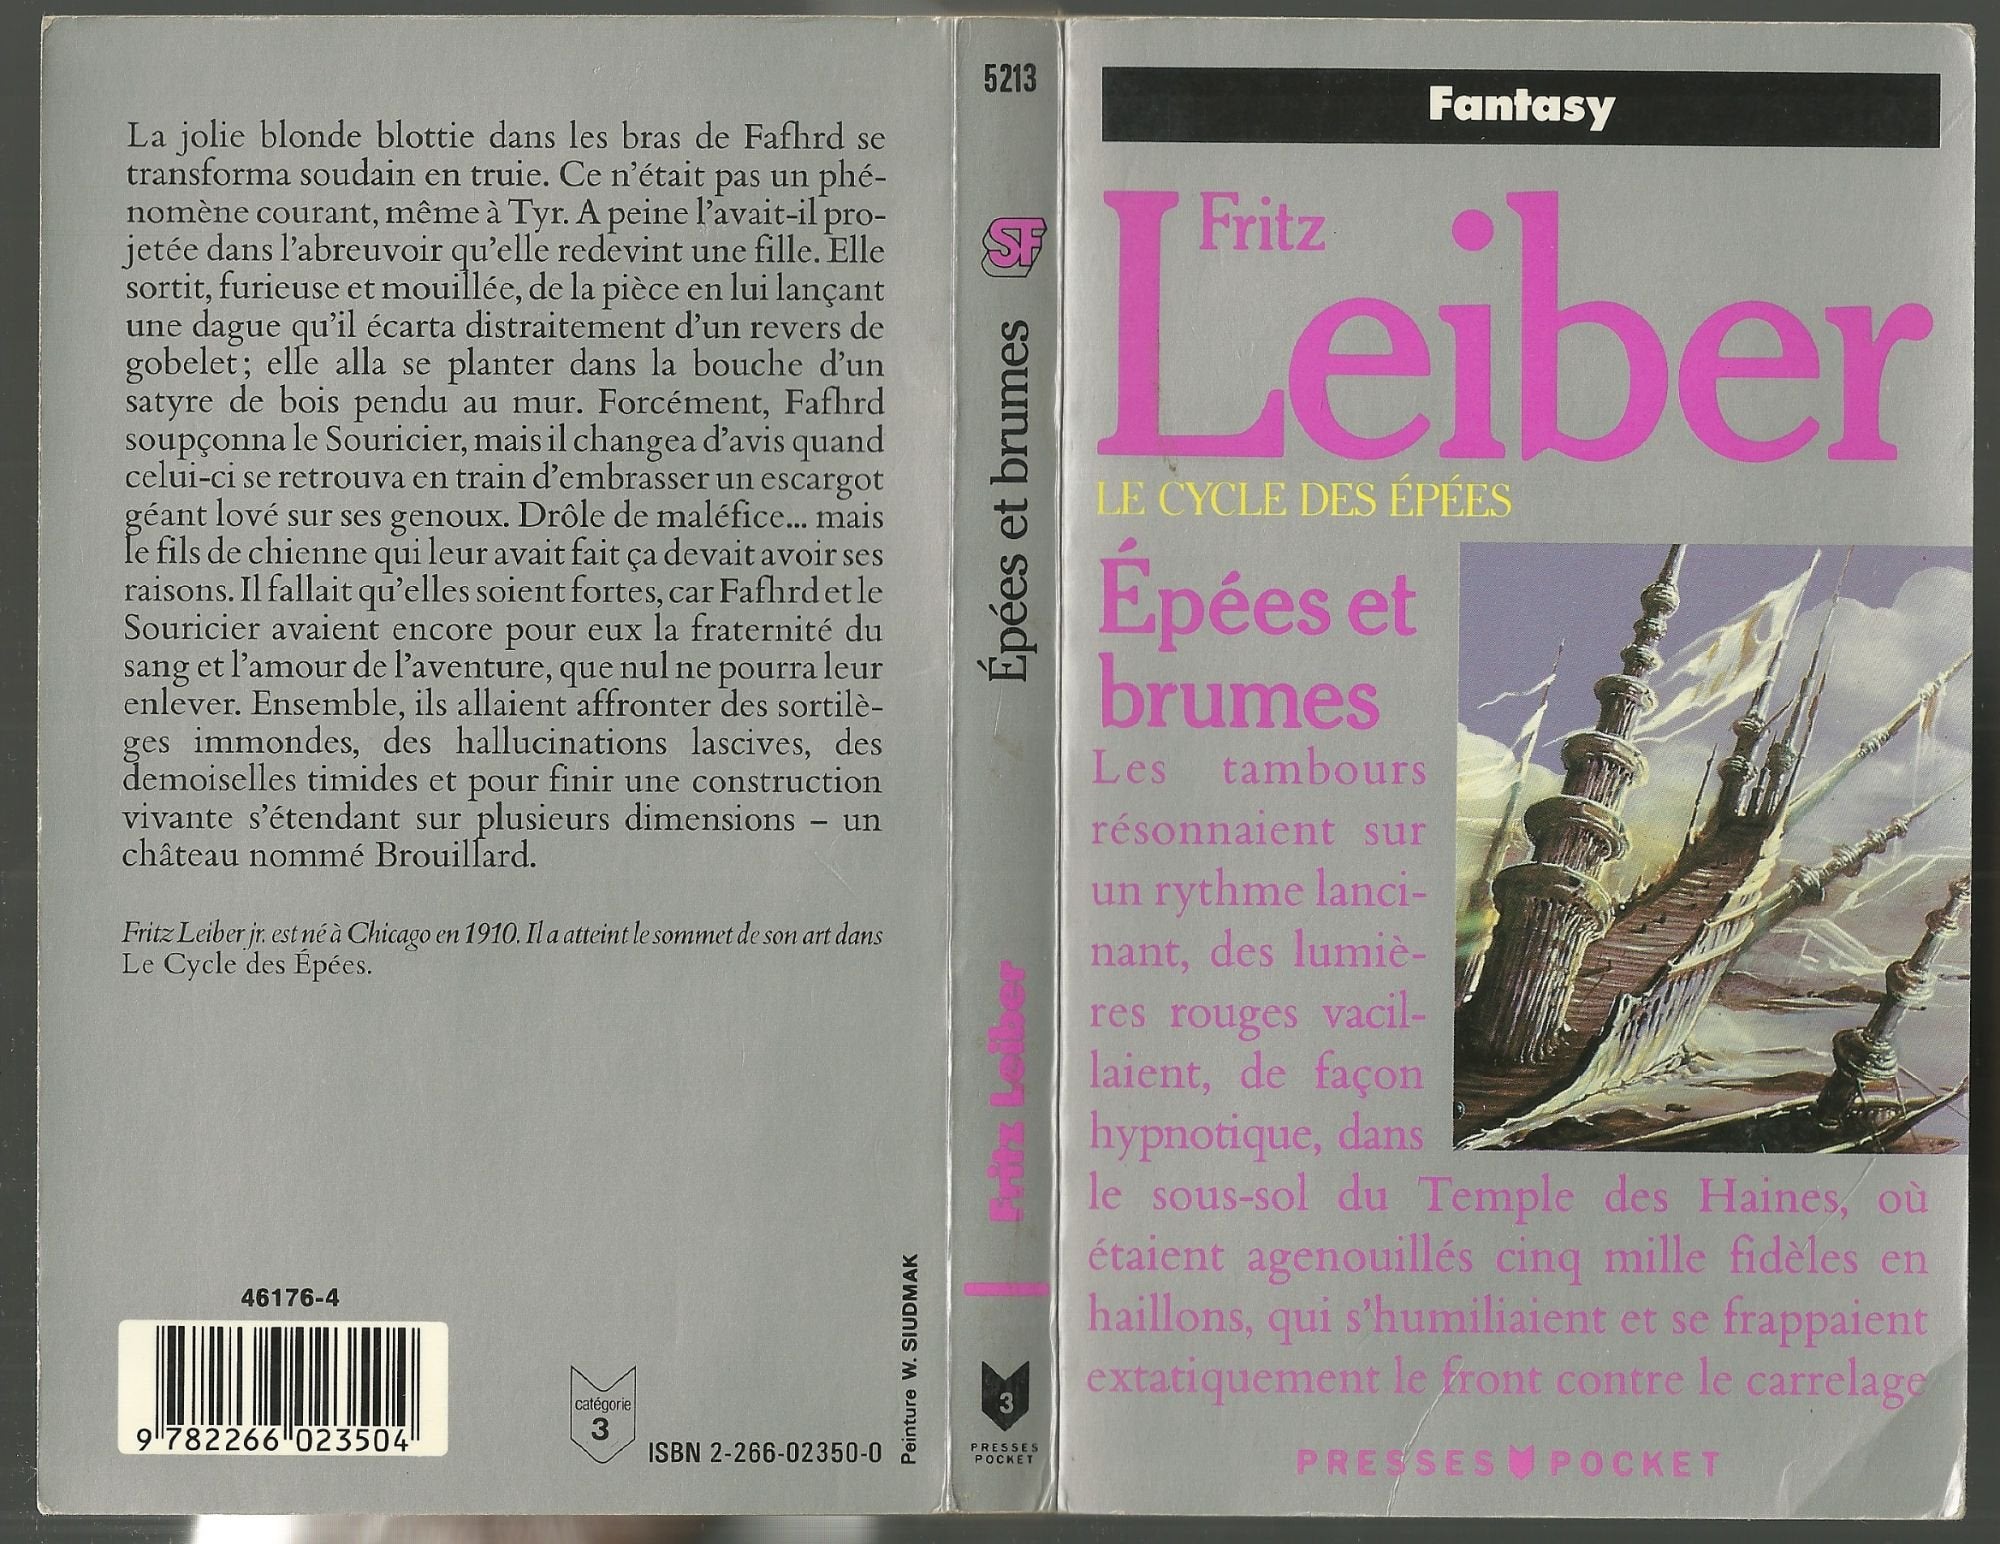 La jolie blonde blottie dans les bras de Fafhrd se
transforma soudain en truie. Ce n'était pas un phé-
nomène courant, même à Tyr. A peine l'avait-il pro-
jetée dans l'abreuvoir qu'elle redevint une fille. Elle
sortit, furieuse et mouillée, de la pièce en lui lançant
une dague qu'il écarta distraitement d'un revers de
gobelet ; elle alla se planter dans la bouche d'un
satyre de bois pendu au mur. Forcément, Fafhrd
soupçonna le Souricier, mais il changea d'avis quand
celui-ci se retrouva en train d'embrasser un escargot
géant lové sur ses genoux. Drôle de maléfice... mais
le fils de chienne qui leur avait fait ça devait avoir ses
raisons. Il fallait qu'elles soient fortes, car Fafhrd et le
Souricier avaient encore pour eux la fraternité du
sang et l'amour de l'aventure, que nul ne pourra leur
enlever. Ensemble, ils allaient affronter des sortilè-
ges immondes, des hallucinations lascives, des
demoiselles timides et pour finir une construction
vivante s'étendant sur plusieurs dimensions – un
château nommé Brouillard.
Fritz Leiber jr. est né à Chicago en 1910. Il a atteint le sommet de son art dans
Le Cycle des Épées.
46176-4
9 782266 023504
catégorie
3
ISBN 2-266-02350-0
Peinture W. SIUDMAK
5213
SF
Épées et brumes
Fritz Leiber
3
PRESSES
POCKET
Fantasy
Fritz
Leiber
LE CYCLE DES ÉPÉES
Épées et
brumes
Les tambours
résonnaient sur
un rythme lanci-
nant, des lumiè-
res rouges vacil-
laient, de façon
hypnotique, dans
le sous-sol du Temple des Haines, où
étaient agenouillés cinq mille fidèles en
haillons, qui s'humiliaient et se frappaient
extatiquement le front contre le carrelage
PRESSES POCKET